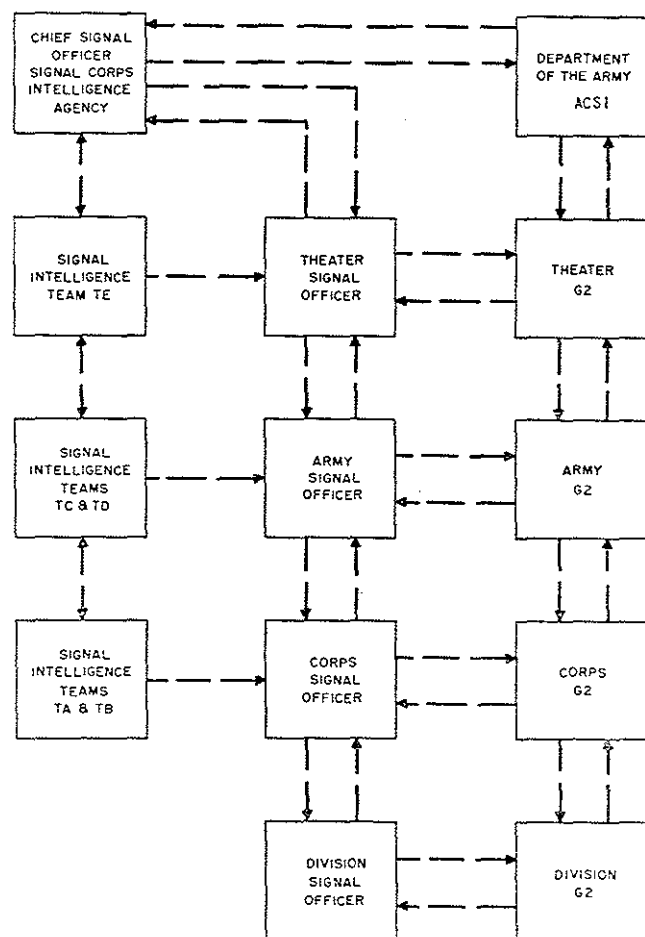 CHIEF SIGNAL
OFFICER
SIGNAL CORPS
INTELLIGENCE
AGENCY
DEPARTMENT
OF THE ARMY
ACSI
SIGNAL
INTELLIGENCE
TEAM TE
THEATER
SIGNAL
OFFICER
THEATER
G2
SIGNAL
INTELLIGENCE
TEAMS
TC & TD
ARMY
SIGNAL
OFFICER
ARMY
G2
SIGNAL
INTELLIGENCE
TEAMS
TA & TB
CORPS
SIGNAL
OFFICER
CORPS
G2
DIVISION
SIGNAL
OFFICER
DIVISION
G2